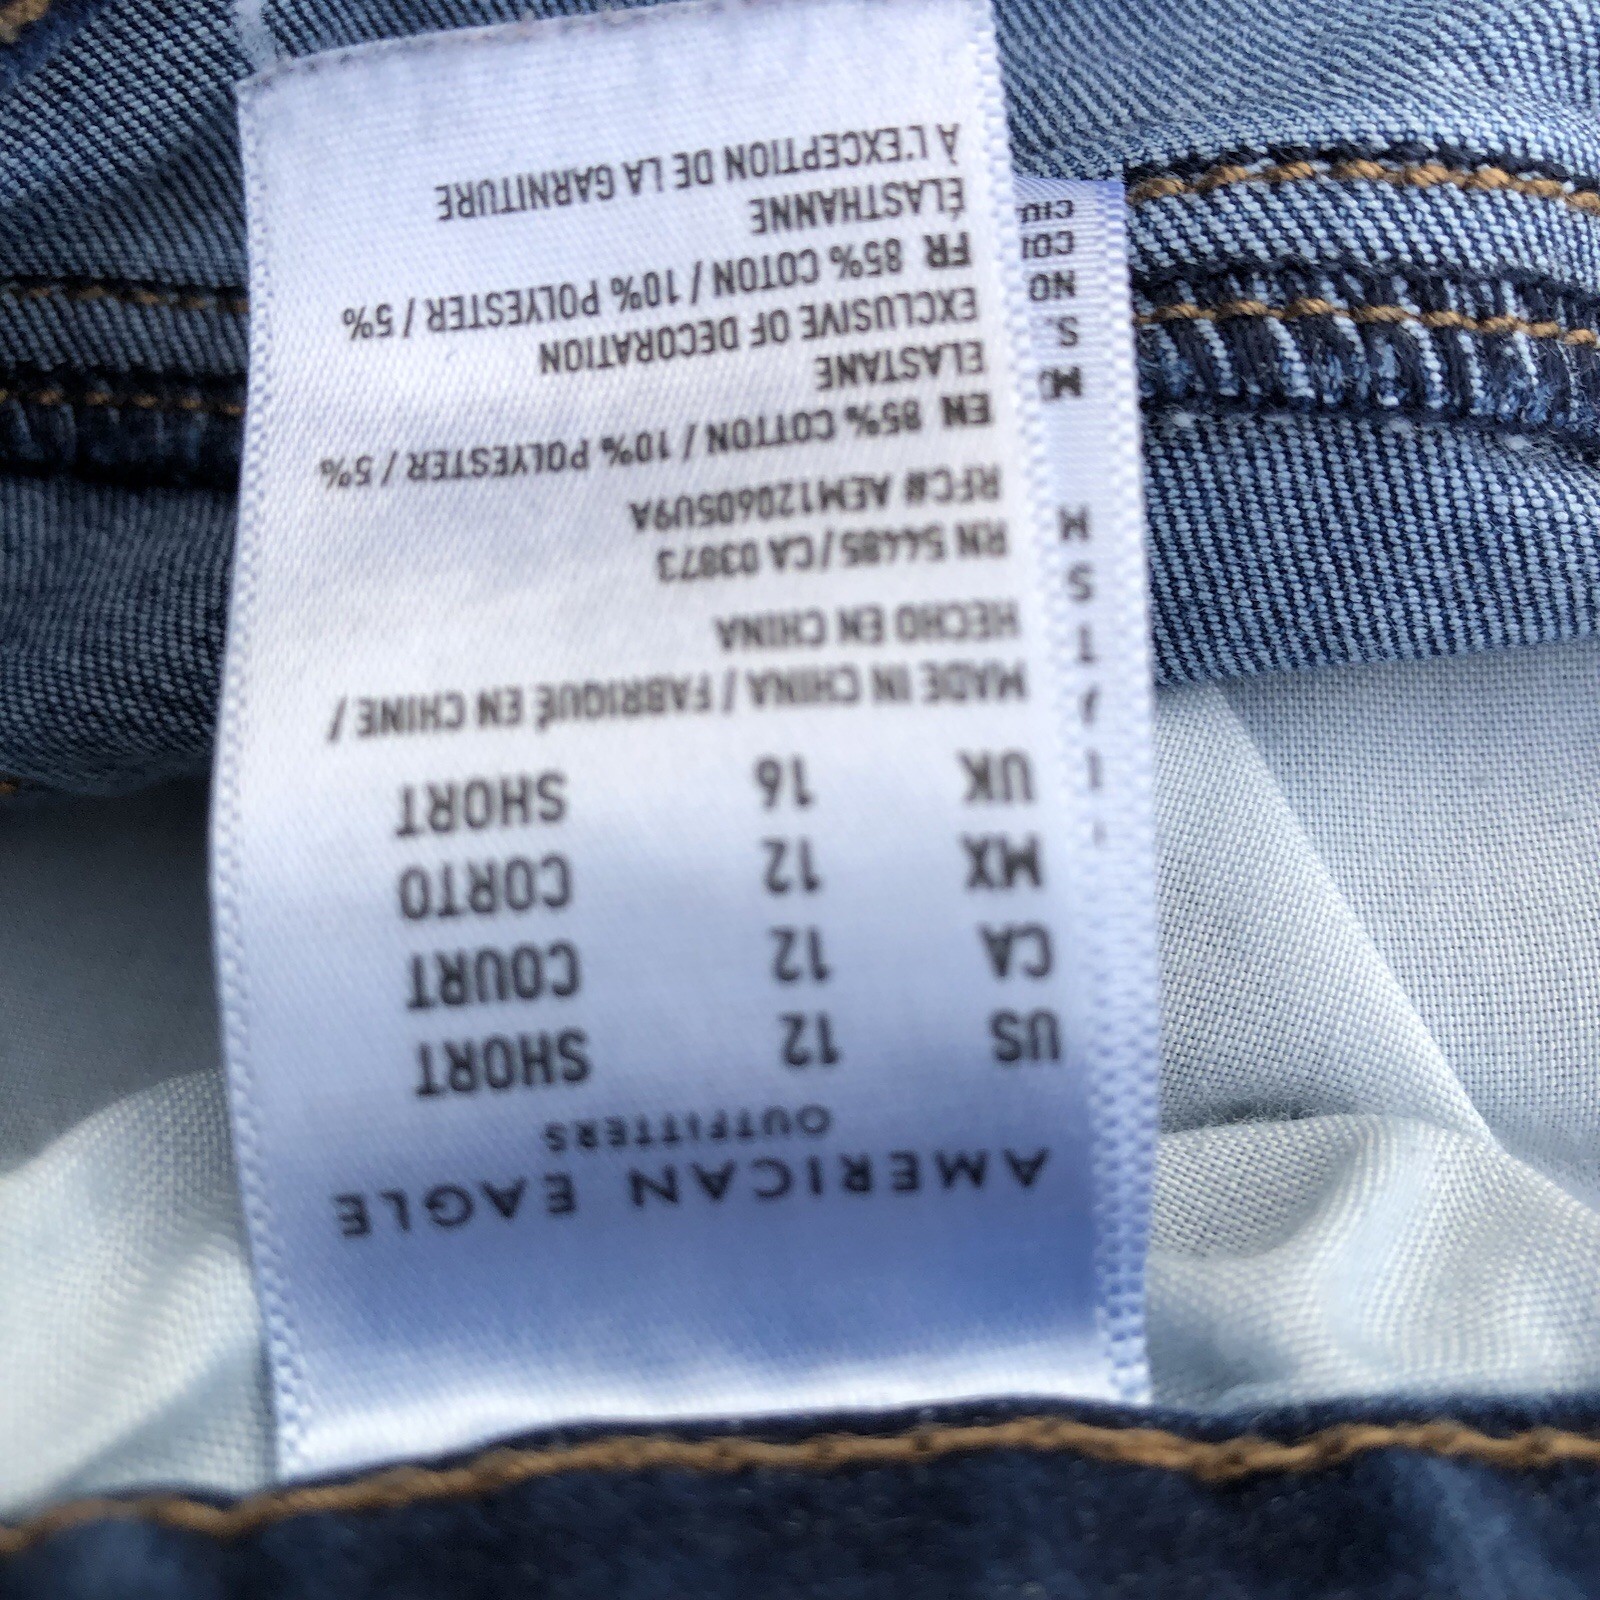 AMERICAN EAGLE
OUTFITTERS
US 12 SHORT
CA 12 COURT
MX 12 CORTO
UK 16 SHORT
MADE IN CHINA / FABRIQUÉ EN CHINE /
HECHO EN CHINA
RN 54485/CA 03873
RFC# AEM120605U9A
EN 85% COTTON / 10% POLYESTER / 5%
ELASTANE
EXCLUSIVE OF DECORATION
FR 85% COTON / 10% POLYESTER / 5%
ÉLASTHANNE
À L'EXCEPTION DE LA GARNITURE
S.
NO